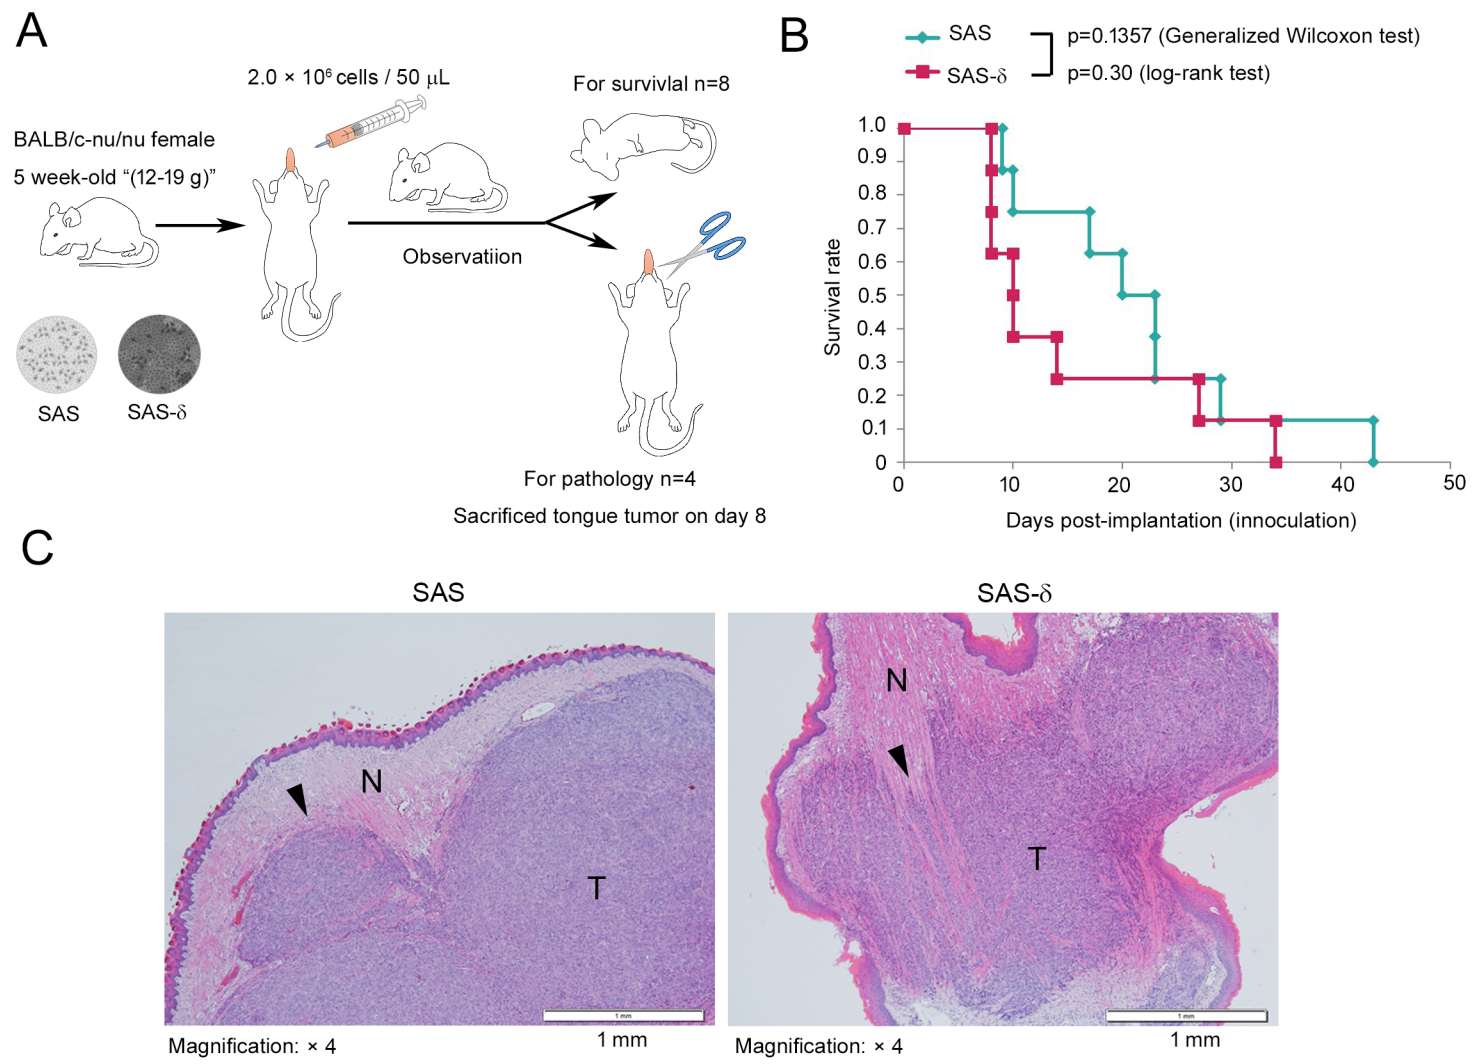 A
2.0 × 10⁶ cells / 50 μL
BALB/c-nu/nu female
5 week-old “(12-19 g)”
SAS
SAS-δ
Observatiion
For survivlal n=8
For pathology n=4
Sacrificed tongue tumor on day 8
B
SAS
SAS-δ
p=0.1357 (Generalized Wilcoxon test)
p=0.30 (log-rank test)
Survival rate
1.0
0.9
0.8
0.7
0.6
0.5
0.4
0.3
0.2
0.1
0
0 10 20 30 40 50
Days post-implantation (innoculation)
C
SAS
N
T
1 mm
Magnification: × 4
1 mm
SAS-δ
N
T
1 mm
Magnification: × 4
1 mm